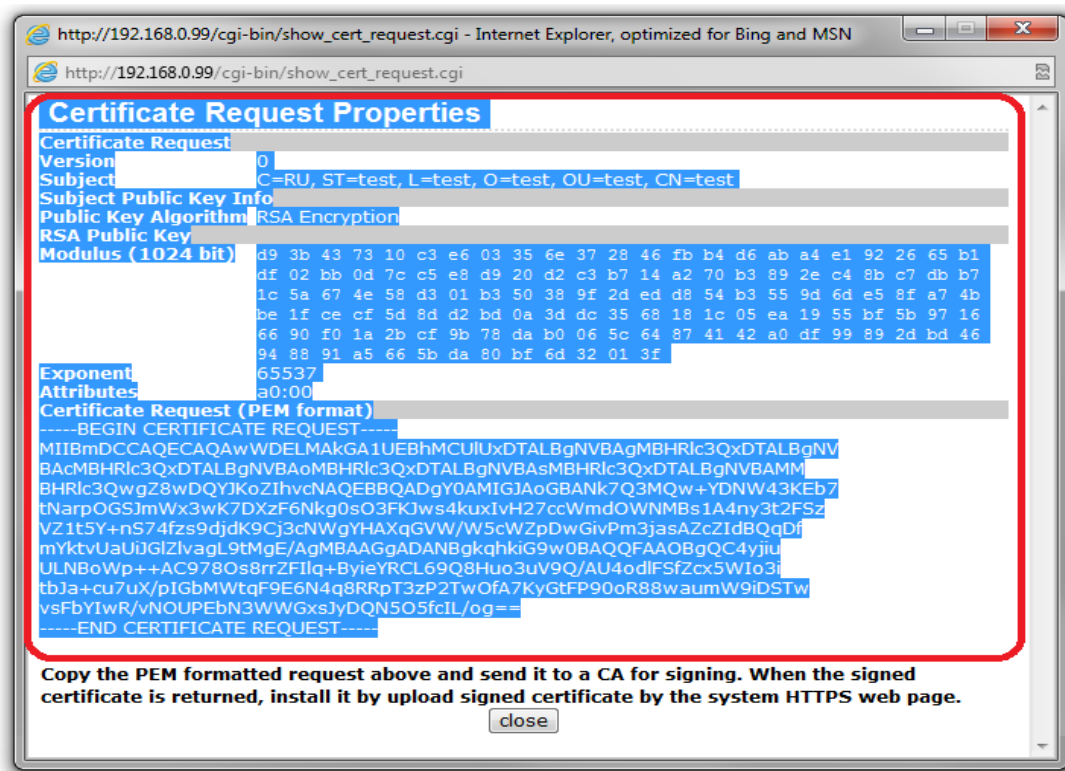 http://192.168.0.99/cgi-bin/show_cert_request.cgi - Internet Explorer, optimized for Bing and MSN
http://192.168.0.99/cgi-bin/show_cert_request.cgi
Certificate Request Properties
Certificate Request
Version 0
Subject C=RU, ST=test, L=test, O=test, OU=test, CN=test
Subject Public Key Info
Public Key Algorithm RSA Encryption
RSA Public Key
Modulus (1024 bit) d9 3b 43 73 10 c3 e6 03 35 6e 37 28 46 fb b4 d6 ab a4 e1 92 26 65 b1
df 02 bb 0d 7c c5 e8 d9 20 d2 c3 b7 14 a2 70 b3 89 2e c4 8b c7 db b7
1c 5a 67 4e 58 d3 01 b3 50 38 9f 2d ed d8 54 b3 55 9d 6d e5 8f a7 4b
be 1f ce cf 5d 8d d2 bd 0a 3d dc 35 68 18 1c 05 ea 19 55 bf 5b 97 16
66 90 f0 1a 2b cf 9b 78 da b0 06 5c 64 87 41 42 a0 df 99 89 2d bd 46
94 88 91 a5 66 5b da 80 bf 6d 32 01 3f
Exponent 65537
Attributes a0:00
Certificate Request (PEM format)
-----BEGIN CERTIFICATE REQUEST-----
MIIBmDCCAQECAQAwWDELMAkGA1UEBhMCUlUxDTALBgNVBAgMBHRlc3QxDTALBgNV
BAcMBHRlc3QxDTALBgNVBAoMBHRlc3QxDTALBgNVBAsMBHRlc3QxDTALBgNVBAMM
BHRlc3QwgZ8wDQYJKoZIhvcNAQEBBQADgY0AMIGJAoGBANk7Q3MQw+YDNW43KEb7
tNarpOGSJmWx3wK7DXzF6Nkg0sO3FKJws4kuxIvH27ccWmdOWNMBs1A4ny3t2FSz
VZ1t5Y+nS74fzs9djdK9Cj3cNWgYHAXqGVW/W5cWZpDwGivPm3jasAZcZIdBQqDf
mYktvUaUiJGlZlvagL9tMgE/AgMBAAGgADANBgkqhkiG9w0BAQQFAAOBgQC4yjiu
ULNBoWp++AC978Os8rrZFIlq+ByieYRCL69Q8Huo3uV9Q/AU4odlFSfZcx5WIo3i
tbJa+cu7uX/pIGbMWtqF9E6N4q8RRpT3zP2TwOfA7KyGtFP90oR88waumW9iDSTw
vsFbYIwR/vNOUPEbN3WWGxsJyDQN5O5fcIL/og==
-----END CERTIFICATE REQUEST-----
Copy the PEM formatted request above and send it to a CA for signing. When the signed
certificate is returned, install it by upload signed certificate by the system HTTPS web page.
close